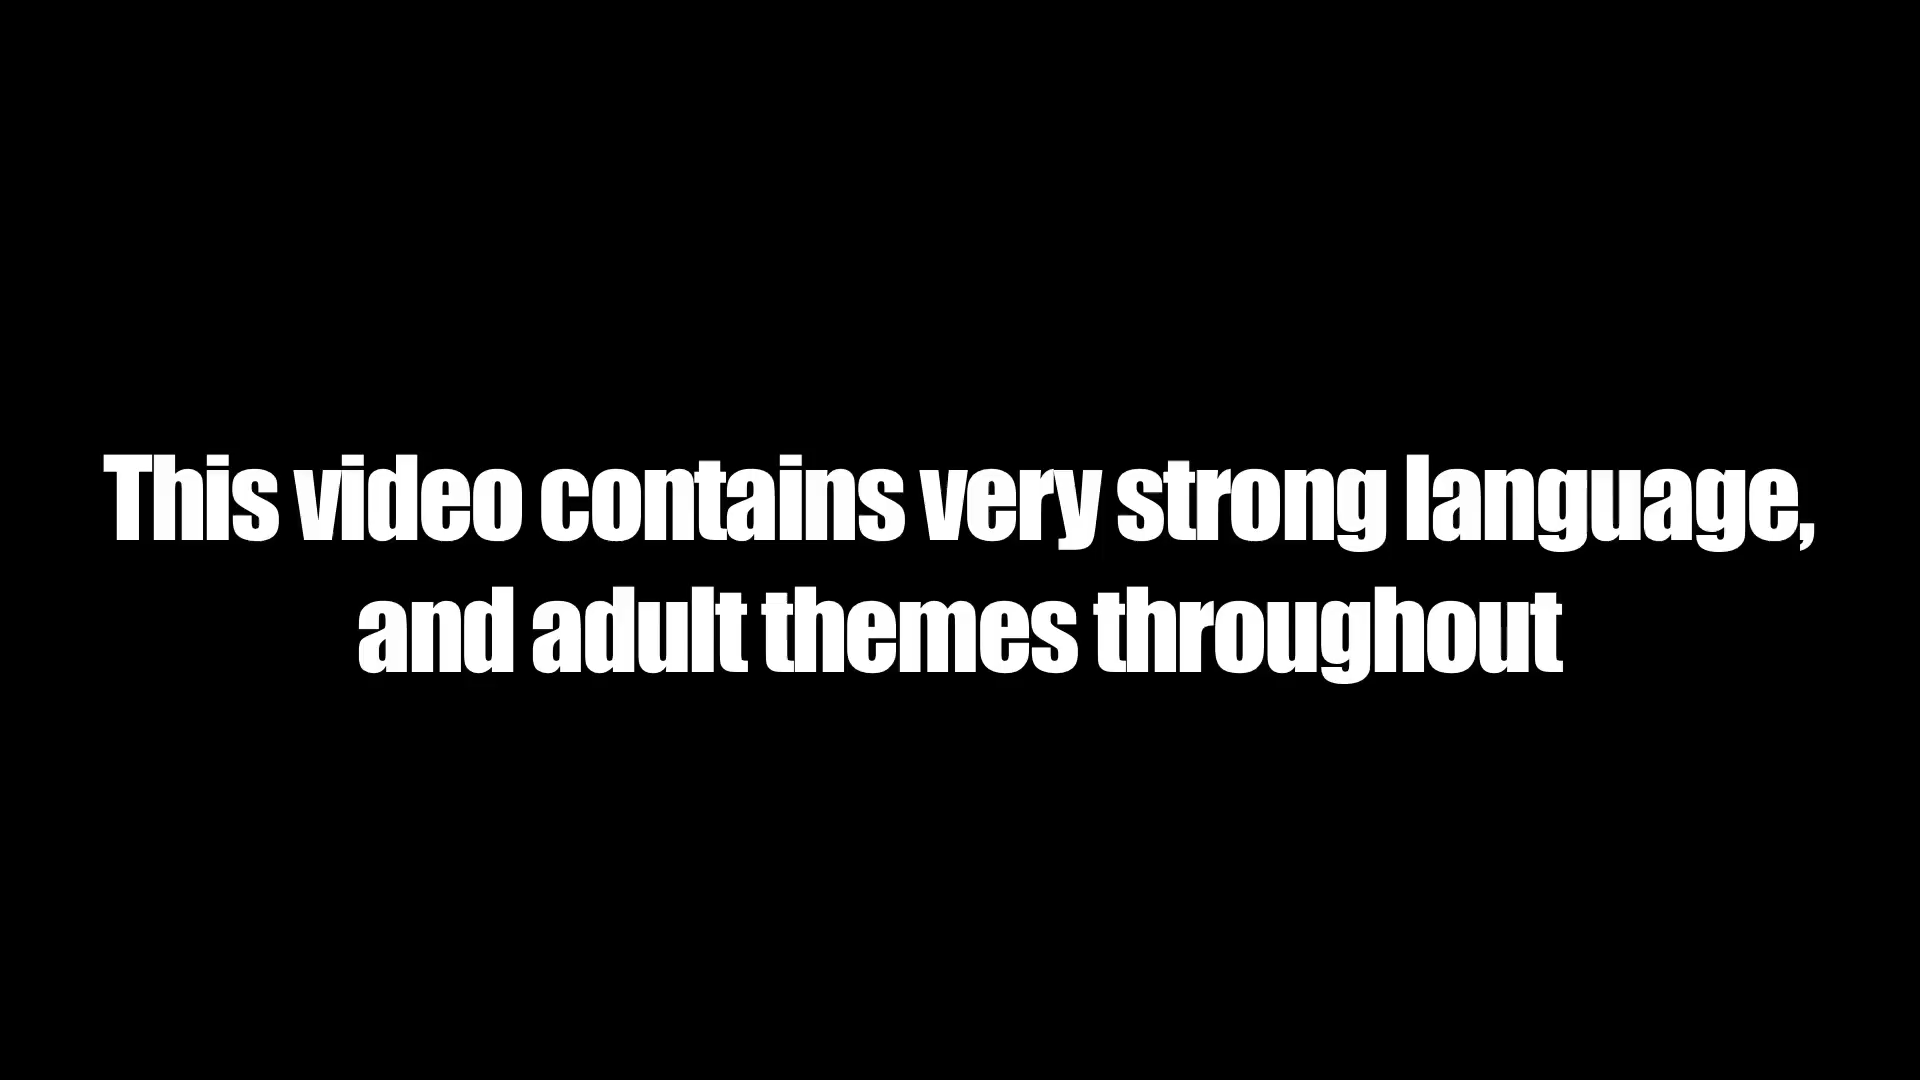 This video contains very strong language,
and adult themes throughout